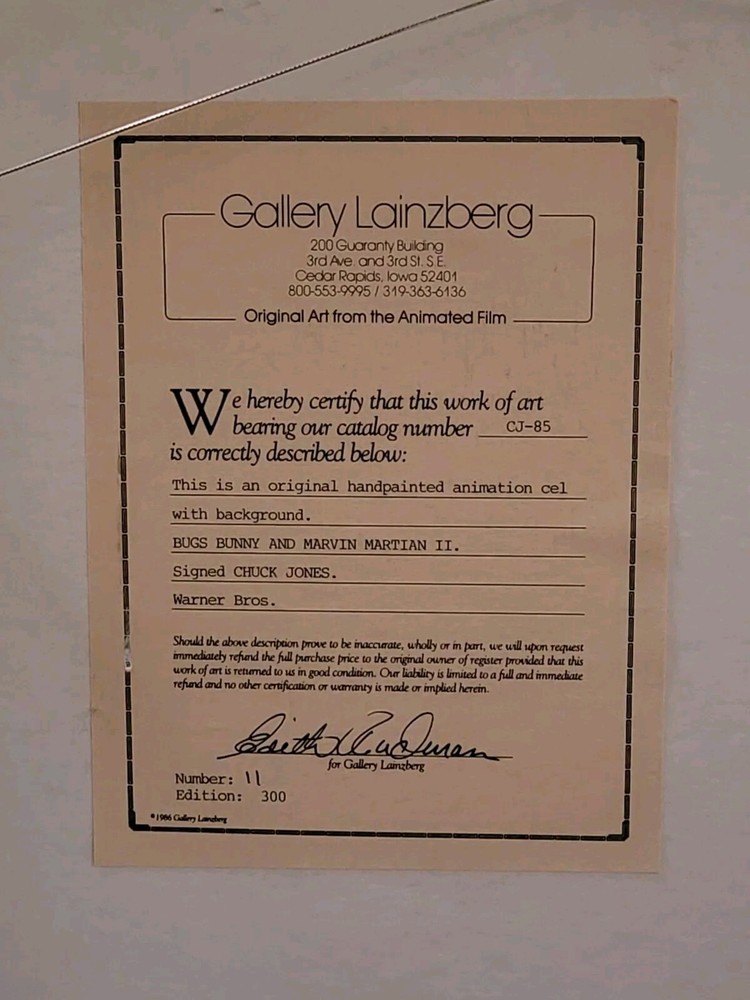 Gallery Lainzberg
200 Guaranty Building
3rd Ave. and 3rd St. S.E.
Cedar Rapids, Iowa 52401
800-553-9995 / 319-363-6136
Original Art from the Animated Film
We hereby certify that this work of art
bearing our catalog number CJ-85
is correctly described below:
This is an original handpainted animation cel
with background.
BUGS BUNNY AND MARVIN MARTIAN II.
Signed CHUCK JONES.
Warner Bros.
Should the above description prove to be inaccurate, wholly or in part, we will upon request
immediately refund the full purchase price to the original owner of register provided that this
work of art is returned to us in good condition. Our liability is limited to a full and immediate
refund and no other certification or warranty is made or implied herein.
for Gallery Lainzberg
Number: 11
Edition: 300
©1986 Gallery Lainzberg